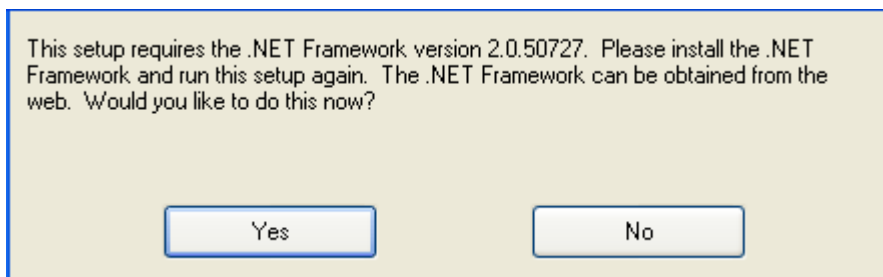 This setup requires the .NET Framework version 2.0.50727.  Please install the .NET
Framework and run this setup again.  The .NET Framework can be obtained from the
web.  Would you like to do this now?
Yes
No